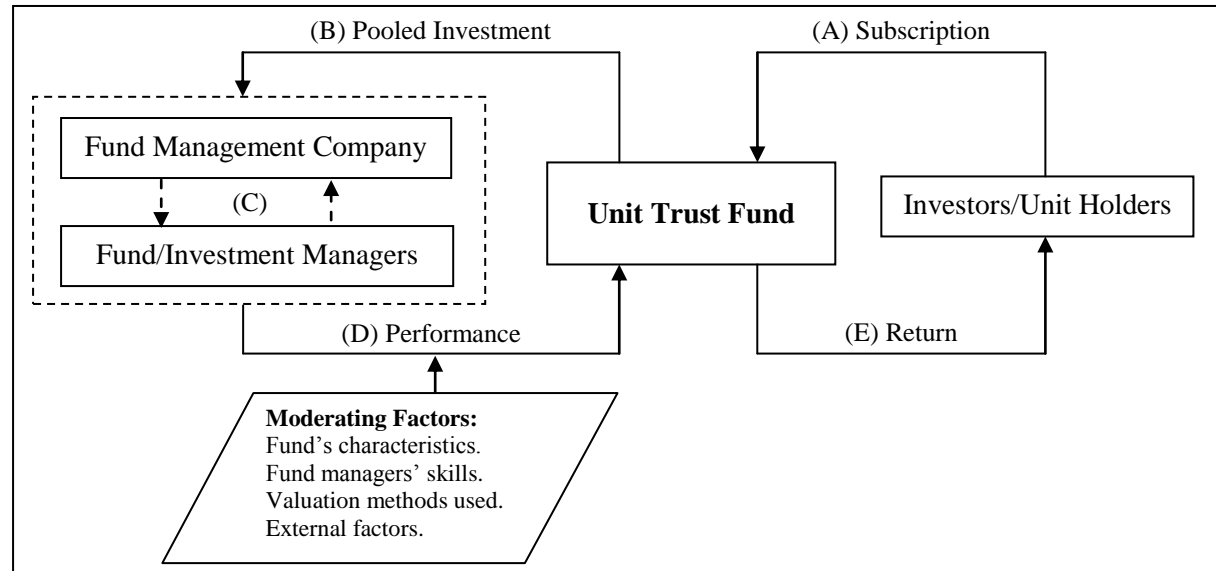 (B) Pooled Investment
(A) Subscription
Fund Management Company
(C)
Fund/Investment Managers
Unit Trust Fund
Investors/Unit Holders
(D) Performance
(E) Return
Moderating Factors:
Fund’s characteristics.
Fund managers’ skills.
Valuation methods used.
External factors.